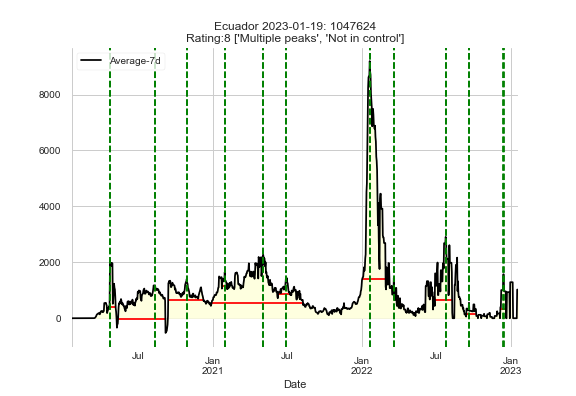 Ecuador 2023-01-19: 1047624
Rating:8 ['Multiple peaks', 'Not in control']
Average-7d
8000
6000
4000
2000
0
Jul
Jan
2021
Jul
Jan
2022
Jul
Jan
2023
Date